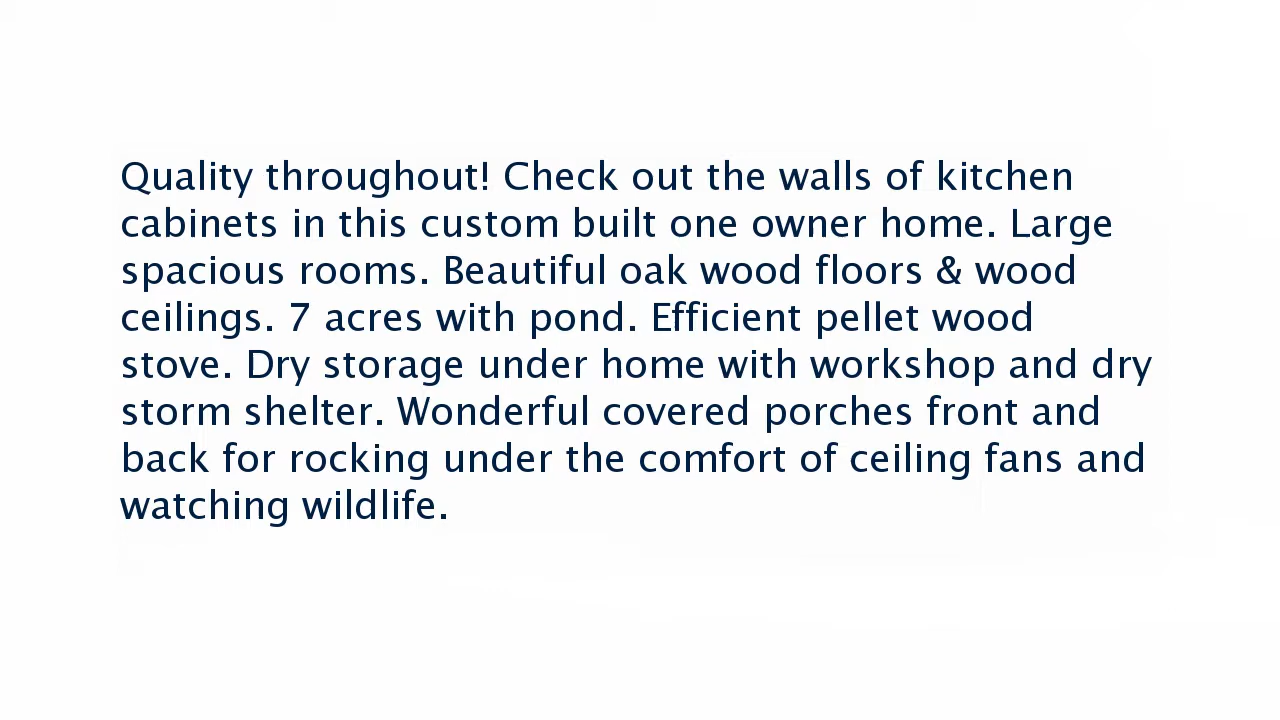 Quality throughout! Check out the walls of kitchen
cabinets in this custom built one owner home. Large
spacious rooms. Beautiful oak wood floors & wood
ceilings. 7 acres with pond. Efficient pellet wood
stove. Dry storage under home with workshop and dry
storm shelter. Wonderful covered porches front and
back for rocking under the comfort of ceiling fans and
watching wildlife.